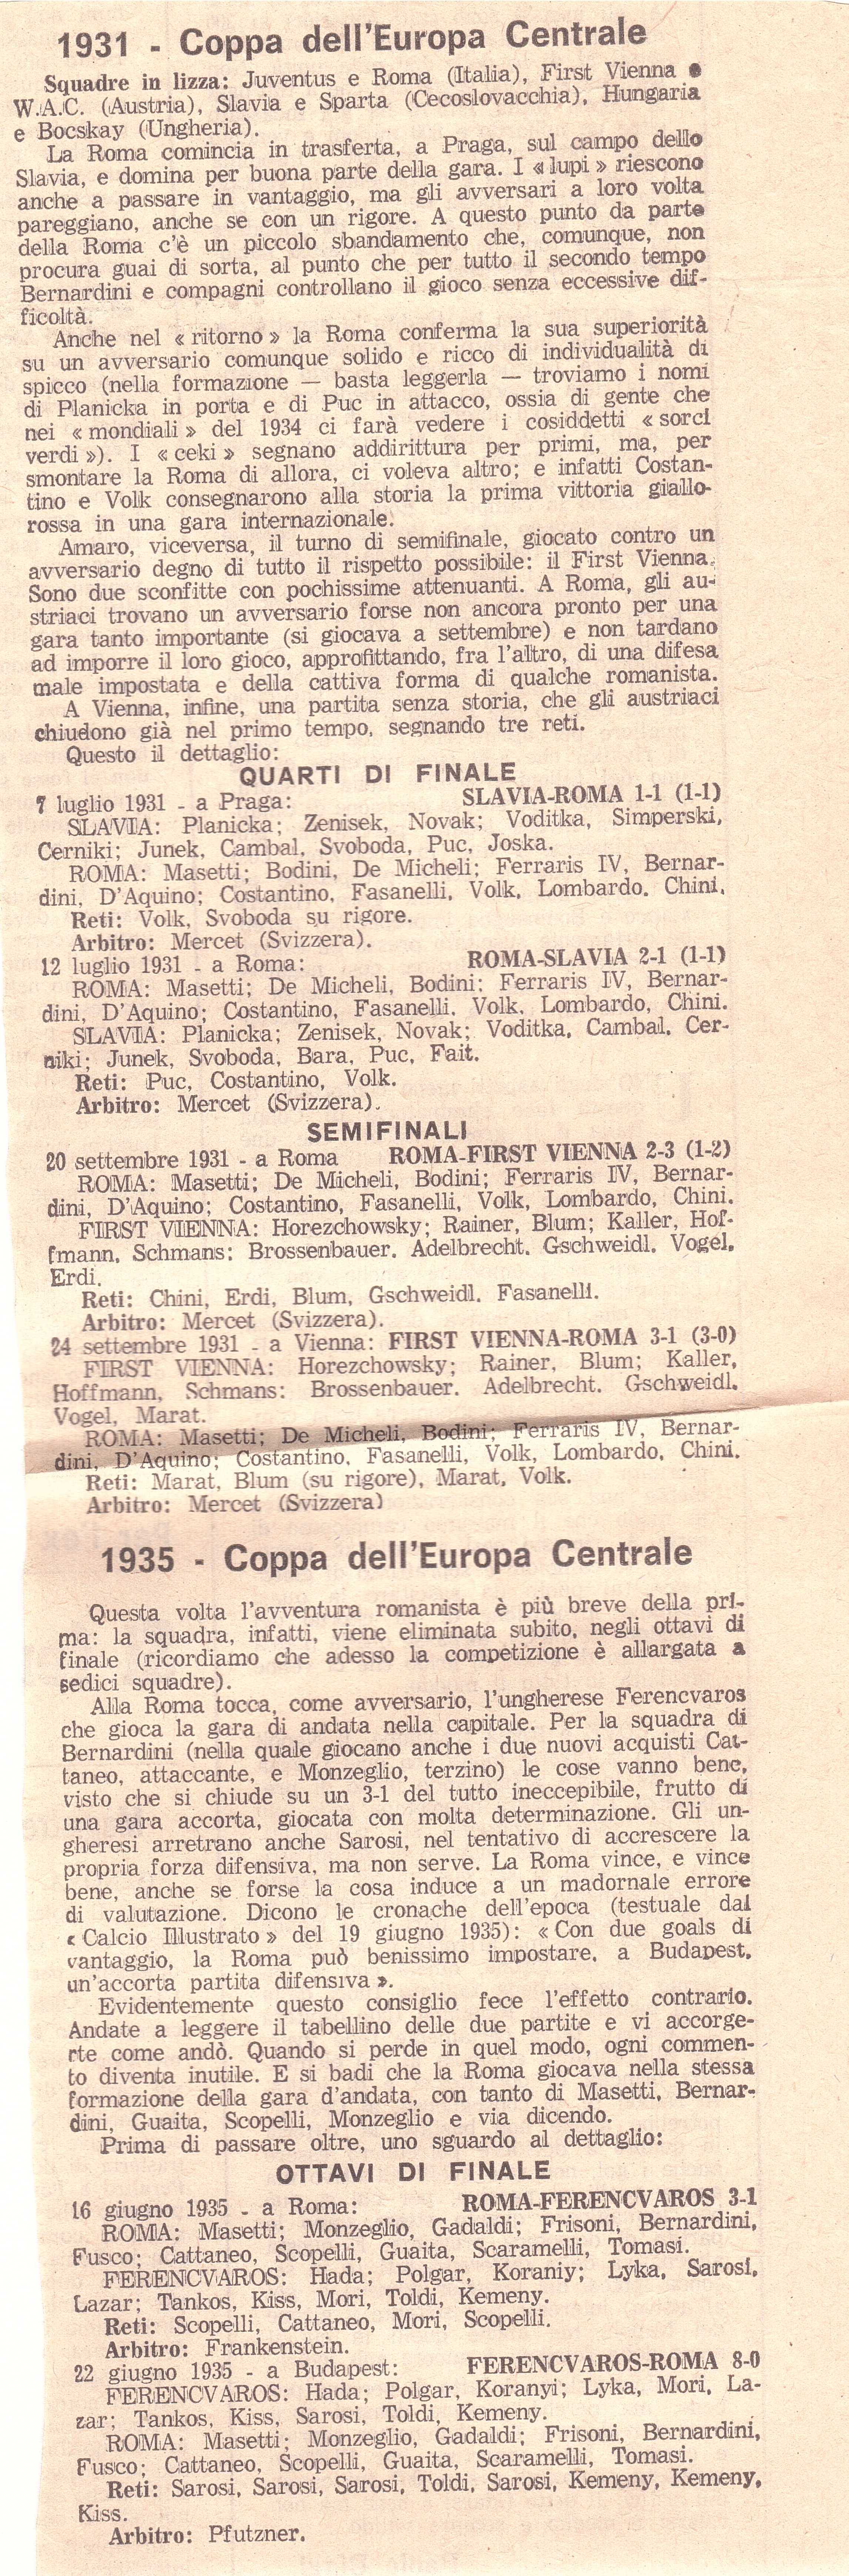 1931 - Coppa dell'Europa Centrale
Squadre in lizza: Juventus e Roma (Italia), First Vienna e
W.A.C. (Austria), Slavia e Sparta (Cecoslovacchia), Hungaria
e Bocskay (Ungheria).
La Roma comincia in trasferta, a Praga, sul campo dello
Slavia, e domina per buona parte della gara. I « lupi » riescono
anche a passare in vantaggio, ma gli avversari a loro volta
pareggiano, anche se con un rigore. A questo punto da parte
della Roma c'è un piccolo sbandamento che, comunque, non
procura guai di sorta, al punto che per tutto il secondo tempo
Bernardini e compagni controllano il gioco senza eccessive dif-
ficoltà.
Anche nel « ritorno » la Roma conferma la sua superiorità
su un avversario comunque solido e ricco di individualità di
spicco (nella formazione — basta leggerla — troviamo i nomi
di Planicka in porta e di Puc in attacco, ossia di gente che
nei « mondiali » del 1934 ci farà vedere i cosiddetti « sorci
verdi »). I « ceki » segnano addirittura per primi, ma, per
smontare la Roma di allora, ci voleva altro; e infatti Costan-
tino e Volk consegnarono alla storia la prima vittoria giallo-
rossa in una gara internazionale.
Amaro, viceversa, il turno di semifinale, giocato contro un
avversario degno di tutto il rispetto possibile: il First Vienna.
Sono due sconfitte con pochissime attenuanti. A Roma, gli au-
striaci trovano un avversario forse non ancora pronto per una
gara tanto importante (si giocava a settembre) e non tardano
ad imporre il loro gioco, approfittando, fra l'altro, di una difesa
male impostata e della cattiva forma di qualche romanista.
A Vienna, infine, una partita senza storia, che gli austriaci
chiudono già nel primo tempo, segnando tre reti.
Questo il dettaglio:
QUARTI DI FINALE
7 luglio 1931 - a Praga: SLAVIA-ROMA 1-1 (1-1)
SLAVIA: Planicka; Zenisek, Novak; Voditka, Simperski,
Cerniki; Junek, Cambal, Svoboda, Puc, Joska.
ROMA: Masetti; Bodini, De Micheli; Ferraris IV, Bernar-
dini, D'Aquino; Costantino, Fasanelli, Volk, Lombardo, Chini.
Reti: Volk, Svoboda su rigore.
Arbitro: Mercet (Svizzera).
12 luglio 1931 - a Roma: ROMA-SLAVIA 2-1 (1-1)
ROMA: Masetti; De Micheli, Bodini; Ferraris IV, Bernar-
dini, D'Aquino; Costantino, Fasanelli, Volk, Lombardo, Chini.
SLAVIA: Planicka; Zenisek, Novak; Voditka, Cambal, Cer-
niki; Junek, Svoboda, Bara, Puc, Fait.
Reti: Puc, Costantino, Volk.
Arbitro: Mercet (Svizzera).
SEMIFINALI
20 settembre 1931 - a Roma ROMA-FIRST VIENNA 2-3 (1-2)
ROMA: Masetti; De Micheli, Bodini; Ferraris IV, Bernar-
dini, D'Aquino; Costantino, Fasanelli, Volk, Lombardo, Chini.
FIRST VIENNA: Horezchowsky; Rainer, Blum; Kaller, Hof-
fmann, Schmans; Brossenbauer, Adelbrecht, Gschweidl, Vogel,
Erdi.
Reti: Chini, Erdi, Blum, Gschweidl, Fasanelli.
Arbitro: Mercet (Svizzera).
24 settembre 1931 - a Vienna: FIRST VIENNA-ROMA 3-1 (3-0)
FIRST VIENNA: Horezchowsky; Rainer, Blum; Kaller,
Hoffmann, Schmans; Brossenbauer, Adelbrecht, Gschweidl,
Vogel, Marat.
ROMA: Masetti; De Micheli, Bodini; Ferraris IV, Bernar-
dini, D'Aquino; Costantino, Fasanelli, Volk, Lombardo, Chini.
Reti: Marat, Blum (su rigore), Marat, Volk.
Arbitro: Mercet (Svizzera)
1935 - Coppa dell'Europa Centrale
Questa volta l'avventura romanista è più breve della pri-
ma: la squadra, infatti, viene eliminata subito, negli ottavi di
finale (ricordiamo che adesso la competizione è allargata a
sedici squadre).
Alla Roma tocca, come avversario, l'ungherese Ferencvaros
che gioca la gara di andata nella capitale. Per la squadra di
Bernardini (nella quale giocano anche i due nuovi acquisti Cat-
taneo, attaccante, e Monzeglio, terzino) le cose vanno bene,
visto che si chiude su un 3-1 del tutto ineccepibile, frutto di
una gara accorta, giocata con molta determinazione. Gli un-
gheresi arretrano anche Sarosi, nel tentativo di accrescere la
propria forza difensiva, ma non serve. La Roma vince, e vince
bene, anche se forse la cosa induce a un madornale errore
di valutazione. Dicono le cronache dell'epoca (testuale dal
« Calcio Illustrato » del 19 giugno 1935): « Con due goals di
vantaggio, la Roma può benissimo impostare, a Budapest,
un'accorta partita difensiva ».
Evidentemente questo consiglio fece l'effetto contrario.
Andate a leggere il tabellino delle due partite e vi accorge-
rte come andò. Quando si perde in quel modo, ogni commen-
to diventa inutile. E si badi che la Roma giocava nella stessa
formazione della gara d'andata, con tanto di Masetti, Bernar-
dini, Guaita, Scopelli, Monzeglio e via dicendo.
Prima di passare oltre, uno sguardo al dettaglio:
OTTAVI DI FINALE
16 giugno 1935 - a Roma: ROMA-FERENCVAROS 3-1
ROMA: Masetti; Monzeglio, Gadaldi; Frisoni, Bernardini,
Fusco; Cattaneo, Scopelli, Guaita, Scaramelli, Tomasi.
FERENCVAROS: Hada; Polgar, Koraniy; Lyka, Sarosi,
Lazar; Tankos, Kiss, Mori, Toldi, Kemeny.
Reti: Scopelli, Cattaneo, Mori, Scopelli.
Arbitro: Frankenstein.
22 giugno 1935 - a Budapest: FERENCVAROS-ROMA 8-0
FERENCVAROS: Hada; Polgar, Koranyi; Lyka, Mori, La-
zar; Tankos, Kiss, Sarosi, Toldi, Kemeny.
ROMA: Masetti; Monzeglio, Gadaldi; Frisoni, Bernardini,
Fusco; Cattaneo, Scopelli, Guaita, Scaramelli, Tomasi.
Reti: Sarosi, Sarosi, Sarosi, Toldi, Sarosi, Kemeny, Kemeny,
Kiss.
Arbitro: Pfutzner.